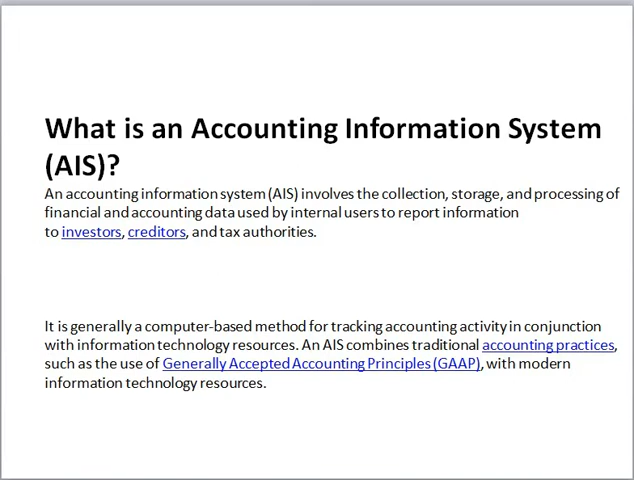 What is an Accounting Information System
(AIS)?
An accounting information system (AIS) involves the collection, storage, and processing of
financial and accounting data used by internal users to report information
to investors, creditors, and tax authorities.
It is generally a computer-based method for tracking accounting activity in conjunction
with information technology resources. An AIS combines traditional accounting practices,
such as the use of Generally Accepted Accounting Principles (GAAP), with modern
information technology resources.